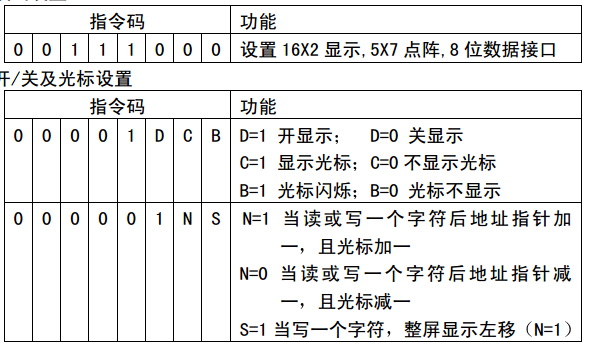 指令码 功能
0 0 1 1 1 0 0 0 设置 16X2 显示,5X7 点阵,8 位数据接口
开/关及光标设置
指令码 功能
0 0 0 0 1 D C B D=1 开显示; D=0 关显示
C=1 显示光标;C=0 不显示光标
B=1 光标闪烁;B=0 光标不显示
0 0 0 0 0 1 N S N=1 当读或写一个字符后地址指针加
一,且光标加一
N=0 当读或写一个字符后地址指针减
一,且光标减一
S=1 当写一个字符,整屏显示左移(N=1)